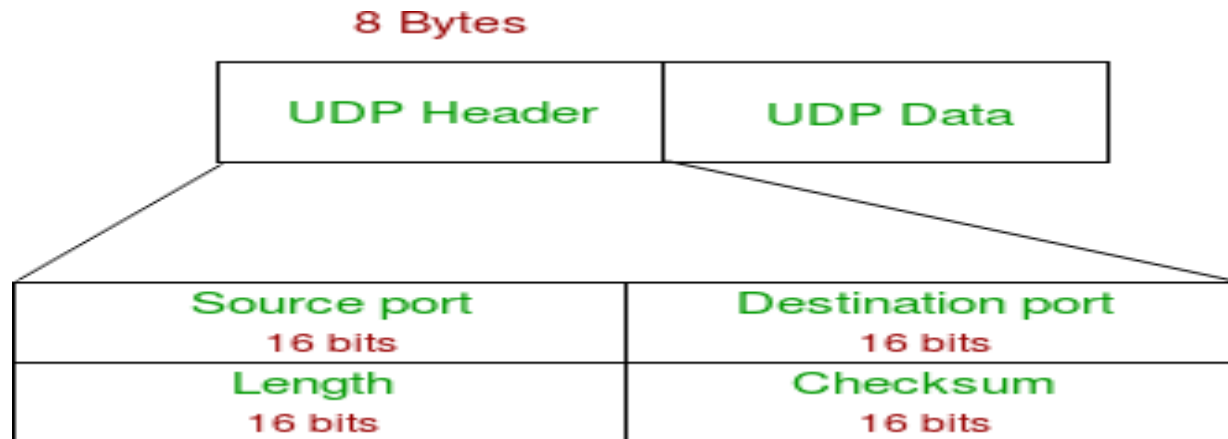 8 Bytes
UDP Header UDP Data
Source port Destination port
16 bits 16 bits
Length Checksum
16 bits 16 bits